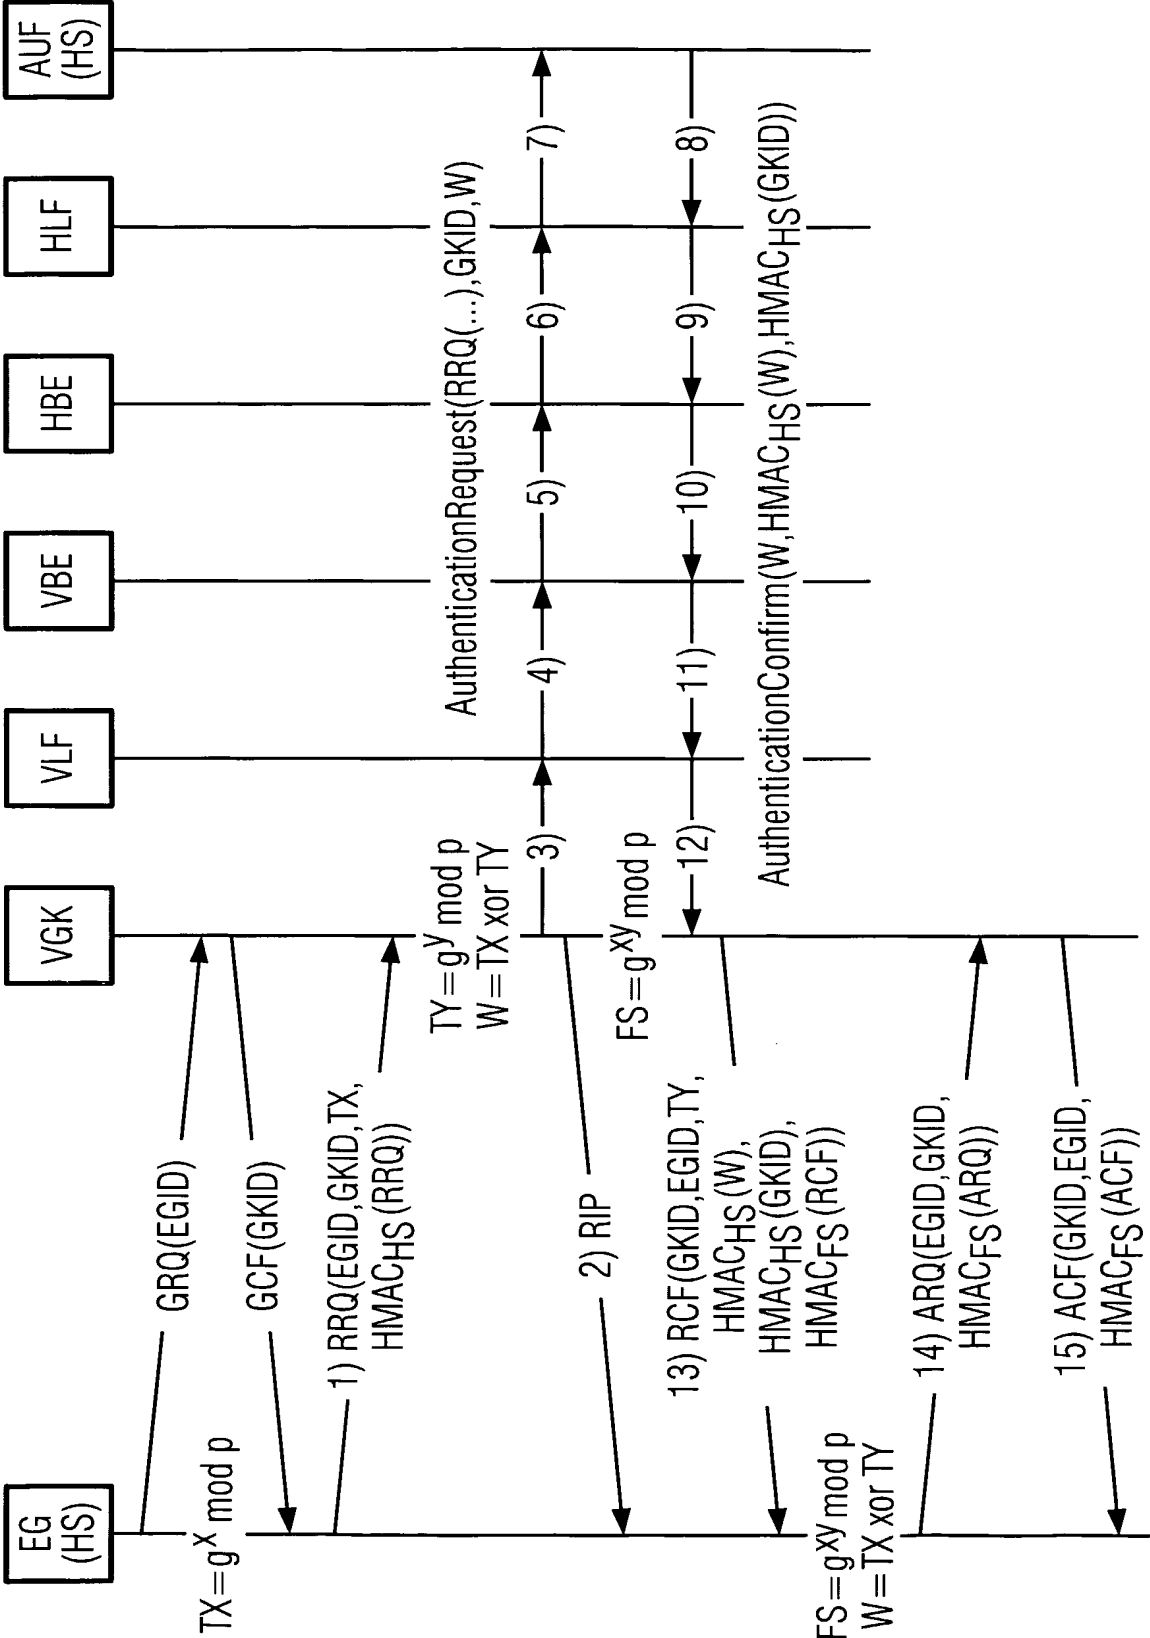 EG
(HS)
VGK
VLF
VBE
HBE
HLF
AUF
(HS)
GRQ(EGID)
TX=g^x mod p
GCF(GKID)
1) RRQ(EGID,GKID,TX,
HMAC_HS(RRQ))
TY=g^y mod p
W=TX xor TY
AuthenticationRequest(RRQ(...),GKID,W)
3)
4)
5)
6)
7)
2) RIP
FS=g^xy mod p
12)
11)
10)
9)
8)
AuthenticationConfirm(W,HMAC_HS(W),HMAC_HS(GKID))
13) RCF(GKID,EGID,TY,
HMAC_HS(W),
HMAC_HS(GKID),
HMAC_FS(RCF))
FS=g^xy mod p
W=TX xor TY
14) ARQ(EGID,GKID,
HMAC_FS(ARQ))
15) ACF(GKID,EGID,
HMAC_FS(ACF))